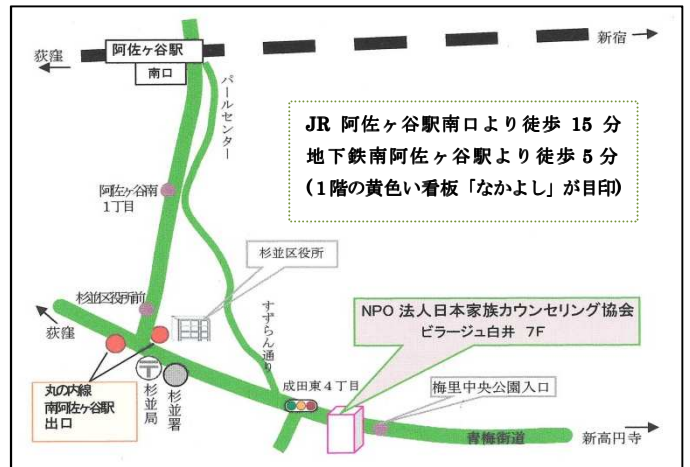 阿佐ヶ谷駅
南口
荻窪
新宿
パールセンター
JR 阿佐ヶ谷駅南口より徒歩 15 分
地下鉄南阿佐ヶ谷駅より徒歩 5 分
(1階の黄色い看板「なかよし」が目印)
阿佐ヶ谷南
1丁目
杉並区役所
杉並区役所前
すずらん通り
荻窪
NPO 法人日本家族カウンセリング協会
ビラージュ白井 7F
丸の内線
南阿佐ヶ谷駅
出口
〒
杉並局
杉並署
成田東4丁目
梅里中央公園入口
青梅街道
新高円寺